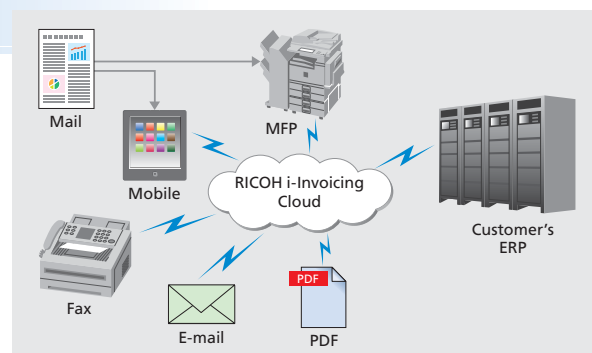 Mail
MFP
Mobile
RICOH i-Invoicing
Cloud
Customer's
ERP
Fax
E-mail
PDF
PDF